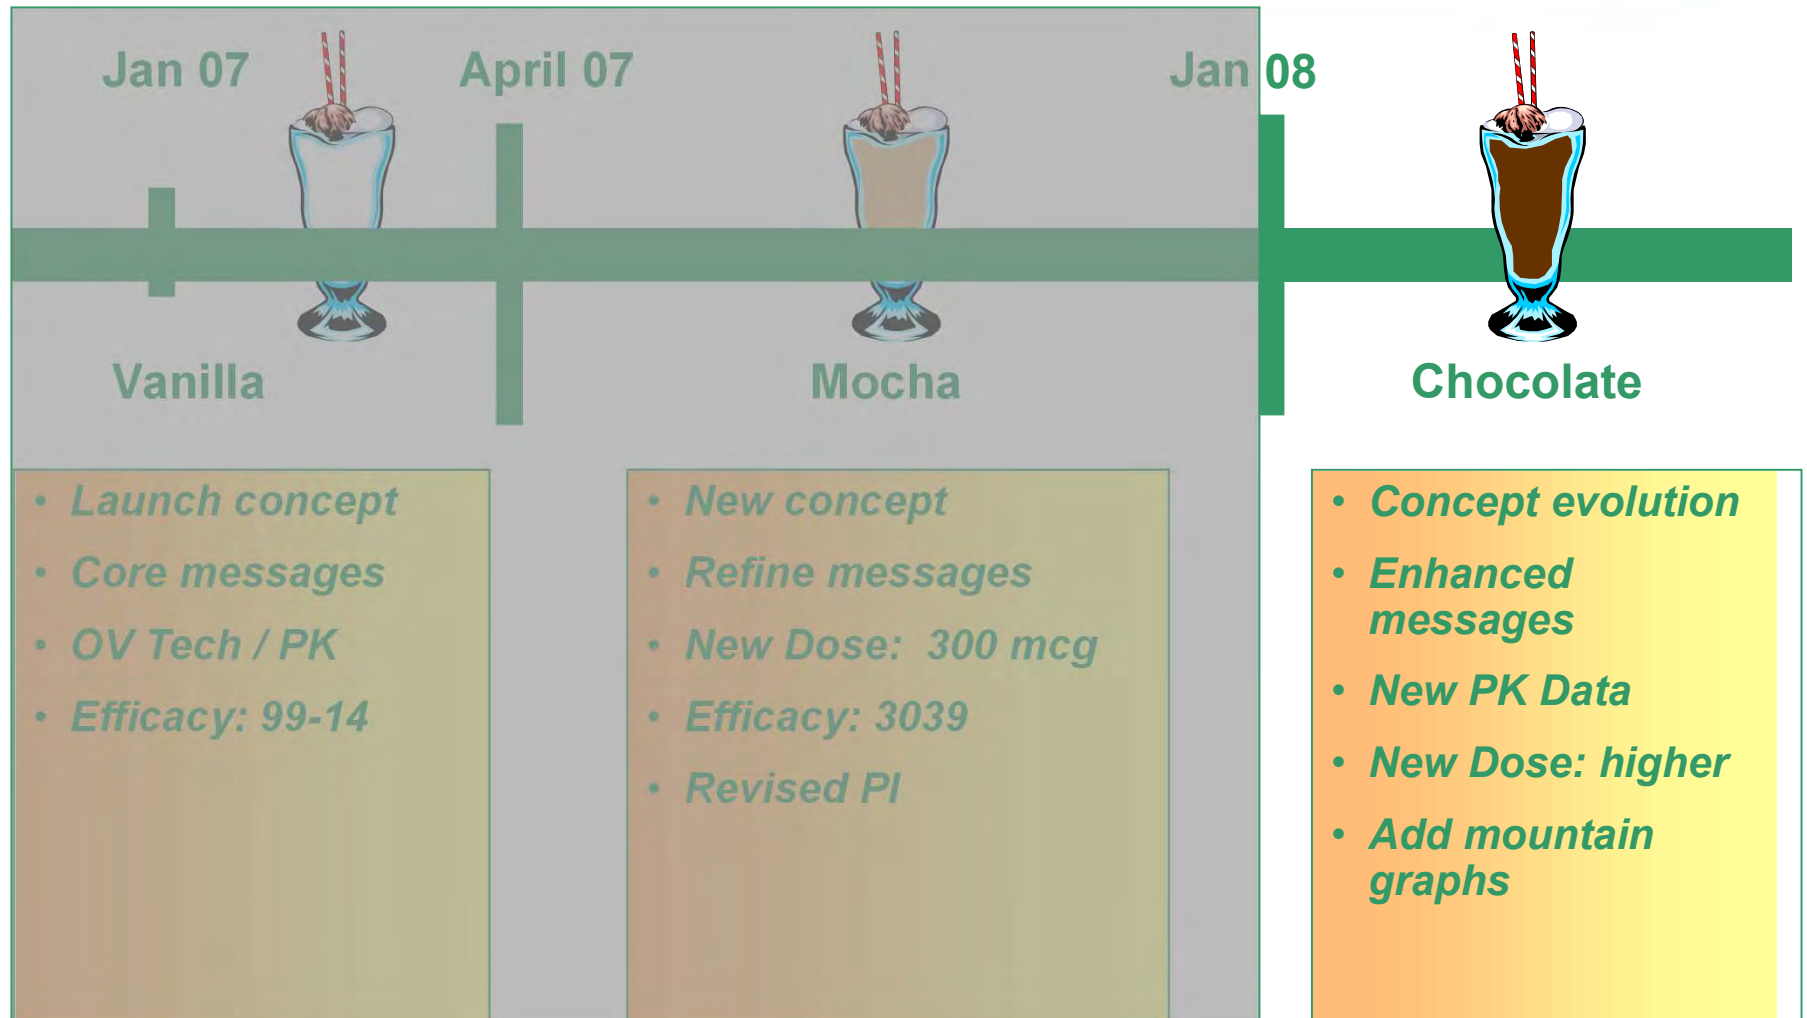 Jan 07
April 07
Jan 08
Vanilla
Mocha
Chocolate
• Launch concept
• Core messages
• OV Tech / PK
• Efficacy: 99-14
• New concept
• Refine messages
• New Dose: 300 mcg
• Efficacy: 3039
• Revised PI
• Concept evolution
• Enhanced
messages
• New PK Data
• New Dose: higher
• Add mountain
graphs